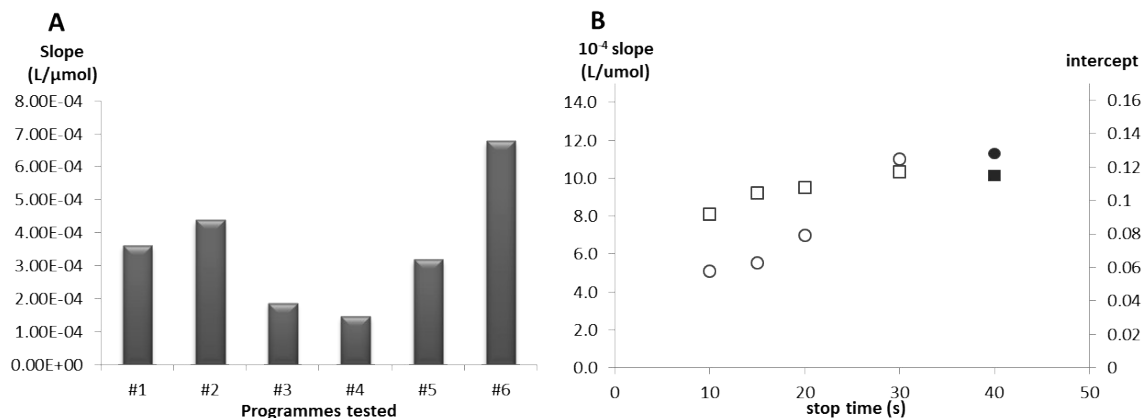 A
Slope
(L/µmol)
8.00E-04
7.00E-04
6.00E-04
5.00E-04
4.00E-04
3.00E-04
2.00E-04
1.00E-04
0.00E+00
#1 #2 #3 #4 #5 #6
Programmes tested
B
10⁻⁴ slope
(L/umol)
intercept
14.0
12.0
10.0
8.0
6.0
4.0
2.0
0.0
0.16
0.14
0.12
0.1
0.08
0.06
0.04
0.02
0
0 10 20 30 40 50
stop time (s)